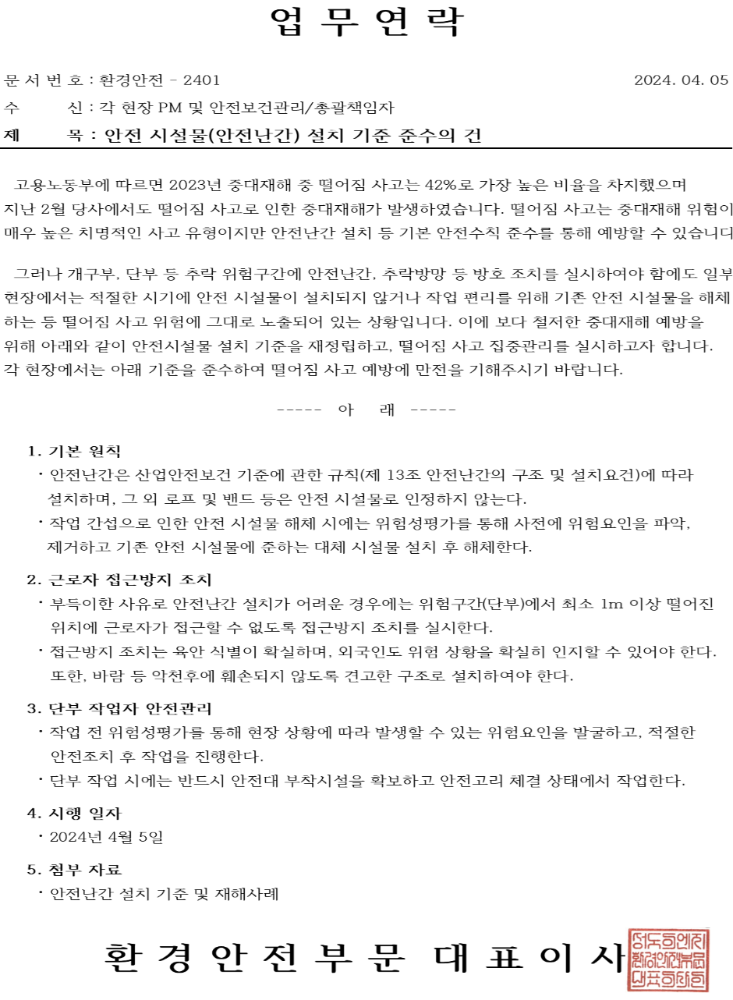 업 무 연 락
문 서 번 호 : 환경안전 - 2401 2024. 04. 05
수 신 : 각 현장 PM 및 안전보건관리/총괄책임자
제 목 : 안전 시설물(안전난간) 설치 기준 준수의 건
고용노동부에 따르면 2023년 중대재해 중 떨어짐 사고는 42%로 가장 높은 비율을 차지했으며
지난 2월 당사에서도 떨어짐 사고로 인한 중대재해가 발생하였습니다. 떨어짐 사고는 중대재해 위험이
매우 높은 치명적인 사고 유형이지만 안전난간 설치 등 기본 안전수칙 준수를 통해 예방할 수 있습니다
그러나 개구부, 단부 등 추락 위험구간에 안전난간, 추락방망 등 방호 조치를 실시하여야 함에도 일부
현장에서는 적절한 시기에 안전 시설물이 설치되지 않거나 작업 편리를 위해 기존 안전 시설물을 해체
하는 등 떨어짐 사고 위험에 그대로 노출되어 있는 상황입니다. 이에 보다 철저한 중대재해 예방을
위해 아래와 같이 안전시설물 설치 기준을 재정립하고, 떨어짐 사고 집중관리를 실시하고자 합니다.
각 현장에서는 아래 기준을 준수하여 떨어짐 사고 예방에 만전을 기해주시기 바랍니다.
----- 아 래 -----
1. 기본 원칙
· 안전난간은 산업안전보건 기준에 관한 규칙(제 13조 안전난간의 구조 및 설치요건)에 따라
설치하며, 그 외 로프 및 밴드 등은 안전 시설물로 인정하지 않는다.
· 작업 간섭으로 인한 안전 시설물 해체 시에는 위험성평가를 통해 사전에 위험요인을 파악,
제거하고 기존 안전 시설물에 준하는 대체 시설물 설치 후 해체한다.
2. 근로자 접근방지 조치
· 부득이한 사유로 안전난간 설치가 어려운 경우에는 위험구간(단부)에서 최소 1m 이상 떨어진
위치에 근로자가 접근할 수 없도록 접근방지 조치를 실시한다.
· 접근방지 조치는 육안 식별이 확실하며, 외국인도 위험 상황을 확실히 인지할 수 있어야 한다.
또한, 바람 등 악천후에 훼손되지 않도록 견고한 구조로 설치하여야 한다.
3. 단부 작업자 안전관리
· 작업 전 위험성평가를 통해 현장 상황에 따라 발생할 수 있는 위험요인을 발굴하고, 적절한
안전조치 후 작업을 진행한다.
· 단부 작업 시에는 반드시 안전대 부착시설을 확보하고 안전고리 체결 상태에서 작업한다.
4. 시행 일자
· 2024년 4월 5일
5. 첨부 자료
· 안전난간 설치 기준 및 재해사례
환 경 안 전 부 문 대 표 이 사